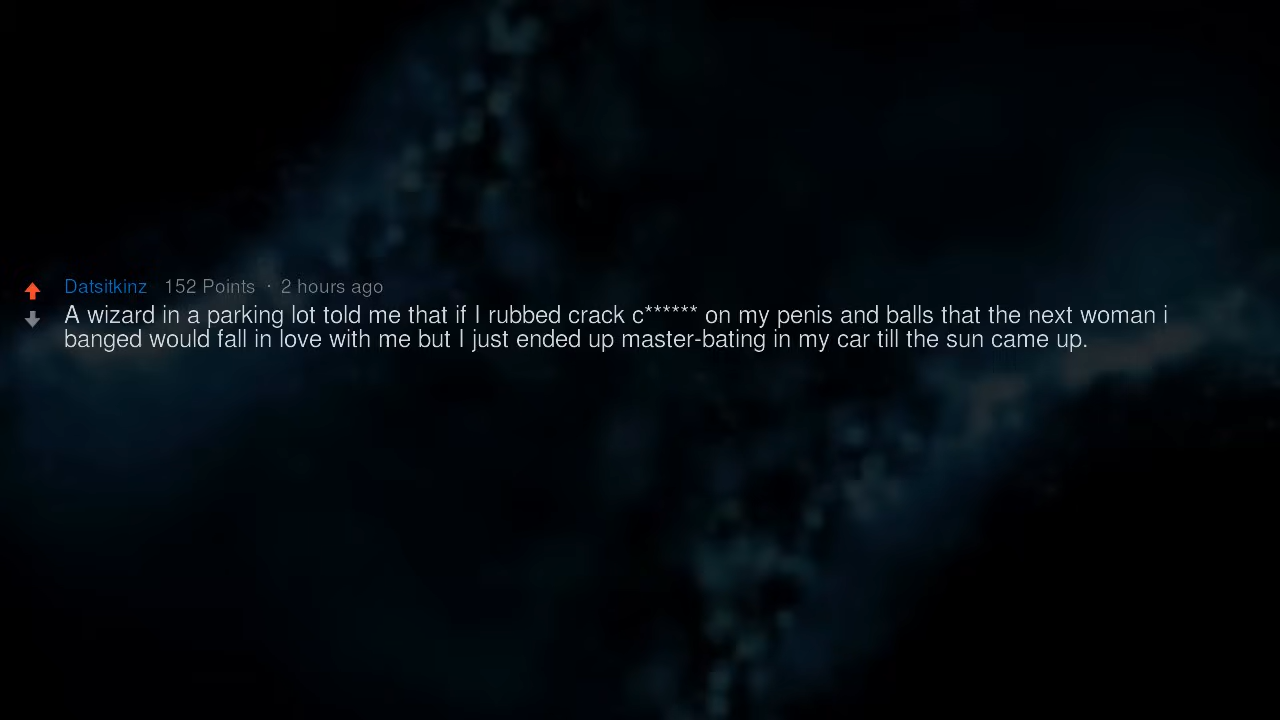 Datsitkinz 152 Points · 2 hours ago
A wizard in a parking lot told me that if I rubbed crack c****** on my penis and balls that the next woman i
banged would fall in love with me but I just ended up master-bating in my car till the sun came up.